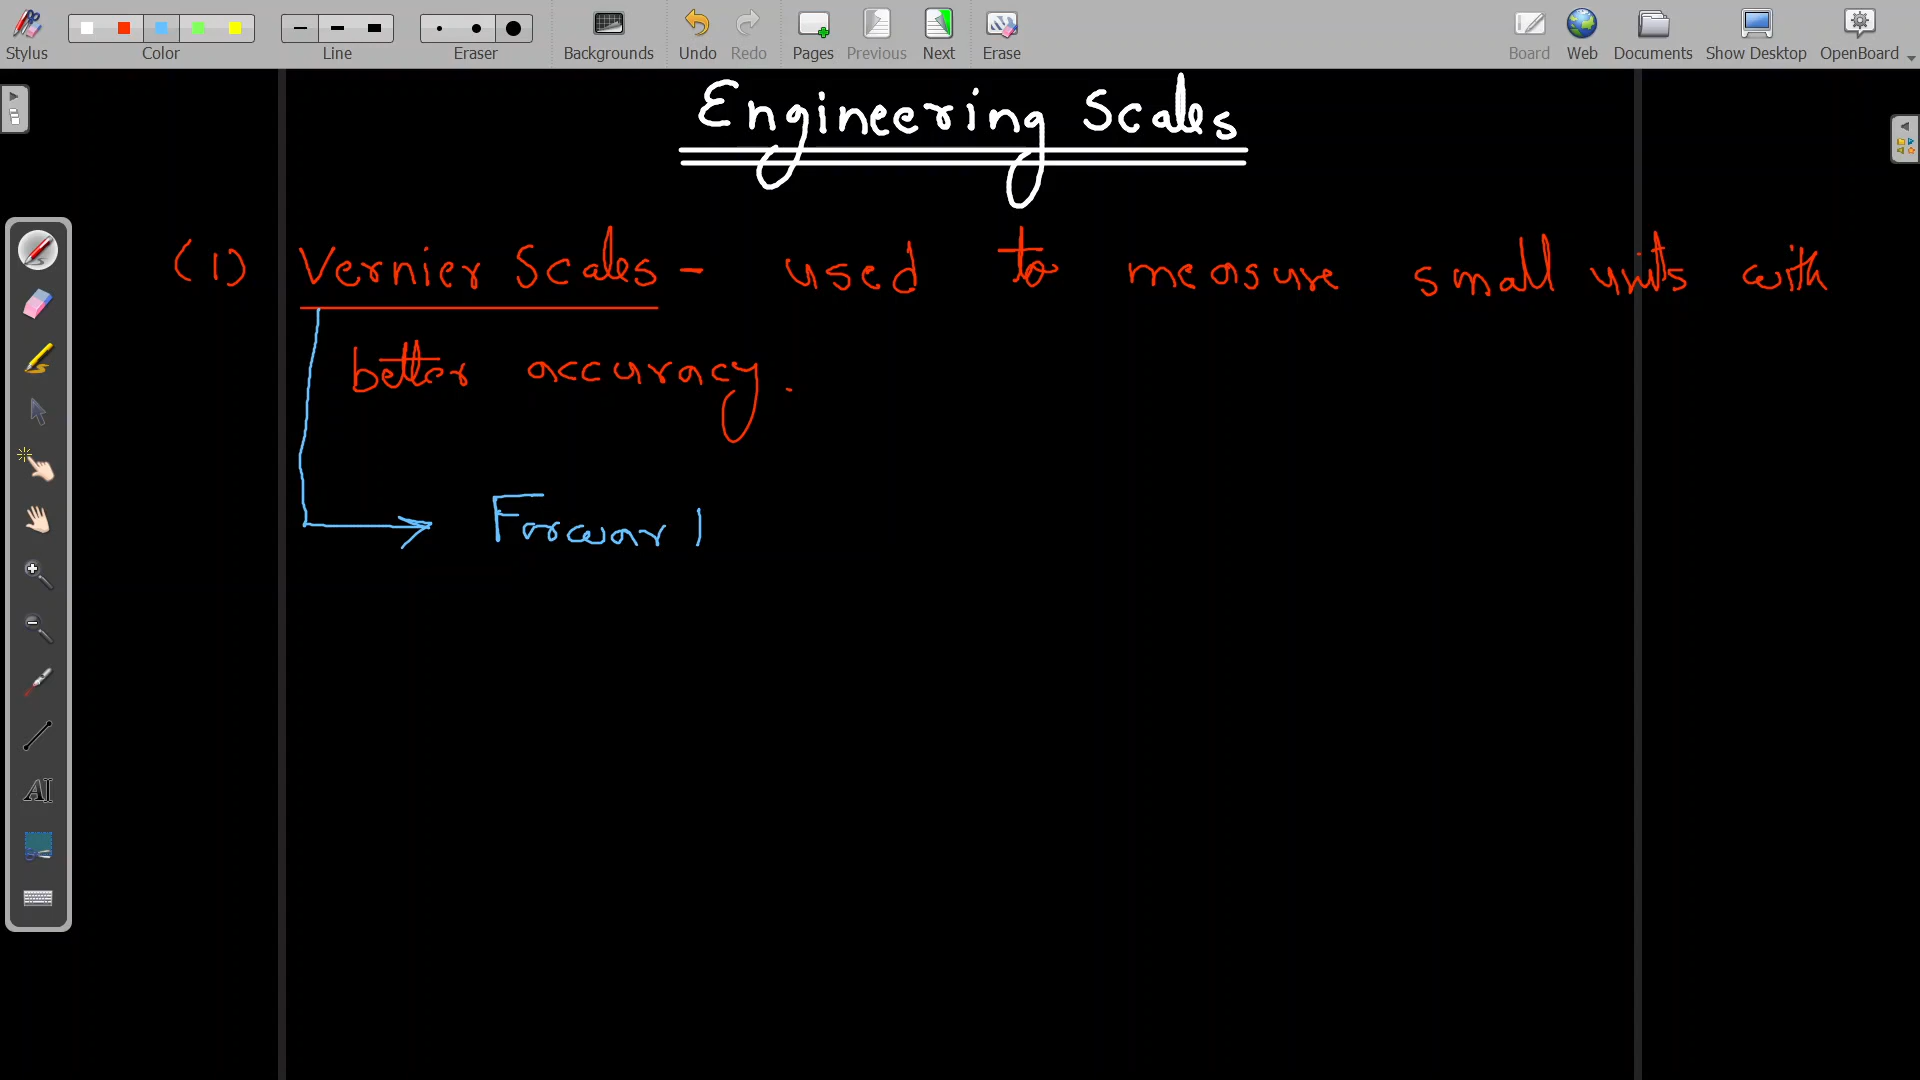 Stylus Color Line Eraser Backgrounds Undo Redo Pages Previous Next Erase Board Web Documents Show Desktop OpenBoard
Engineering Scales
(1) Vernier Scales - used to measure small units with
better accuracy.
Forwar